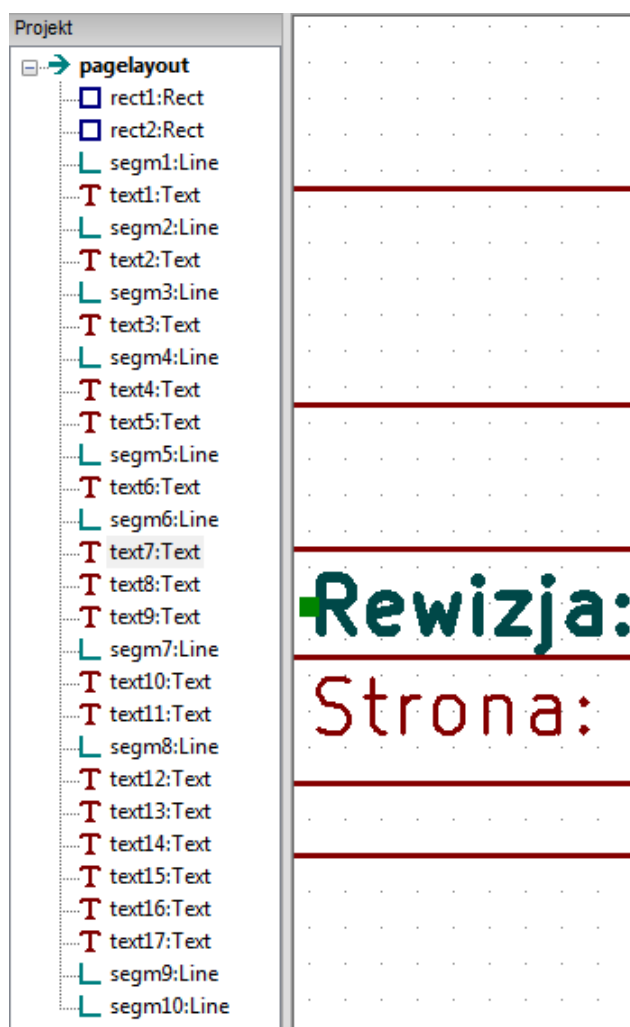 Projekt
pagelayout
rect1:Rect
rect2:Rect
segm1:Line
text1:Text
segm2:Line
text2:Text
segm3:Line
text3:Text
segm4:Line
text4:Text
text5:Text
segm5:Line
text6:Text
segm6:Line
text7:Text
text8:Text
text9:Text
segm7:Line
text10:Text
text11:Text
segm8:Line
text12:Text
text13:Text
text14:Text
text15:Text
text16:Text
text17:Text
segm9:Line
segm10:Line
Rewizja:
Strona: